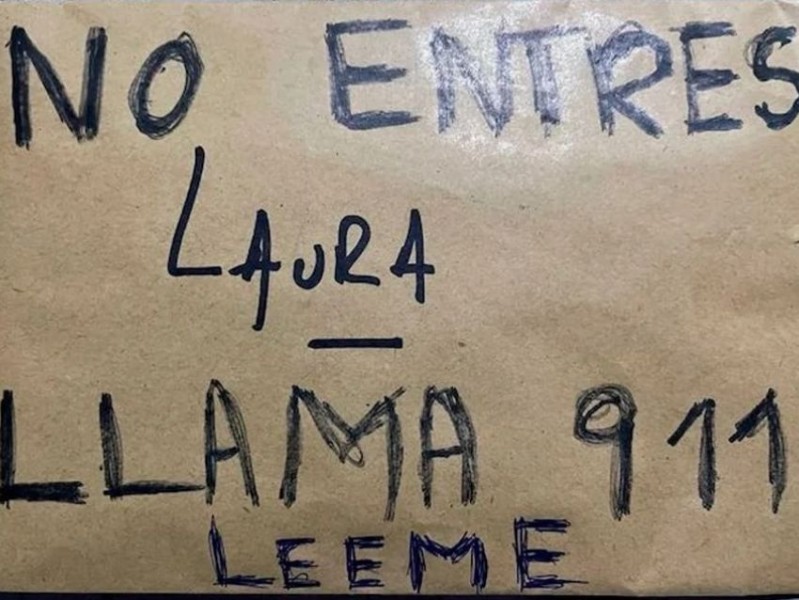 NO ENTRES
LAURA
—
LLAMA 911
LEEME